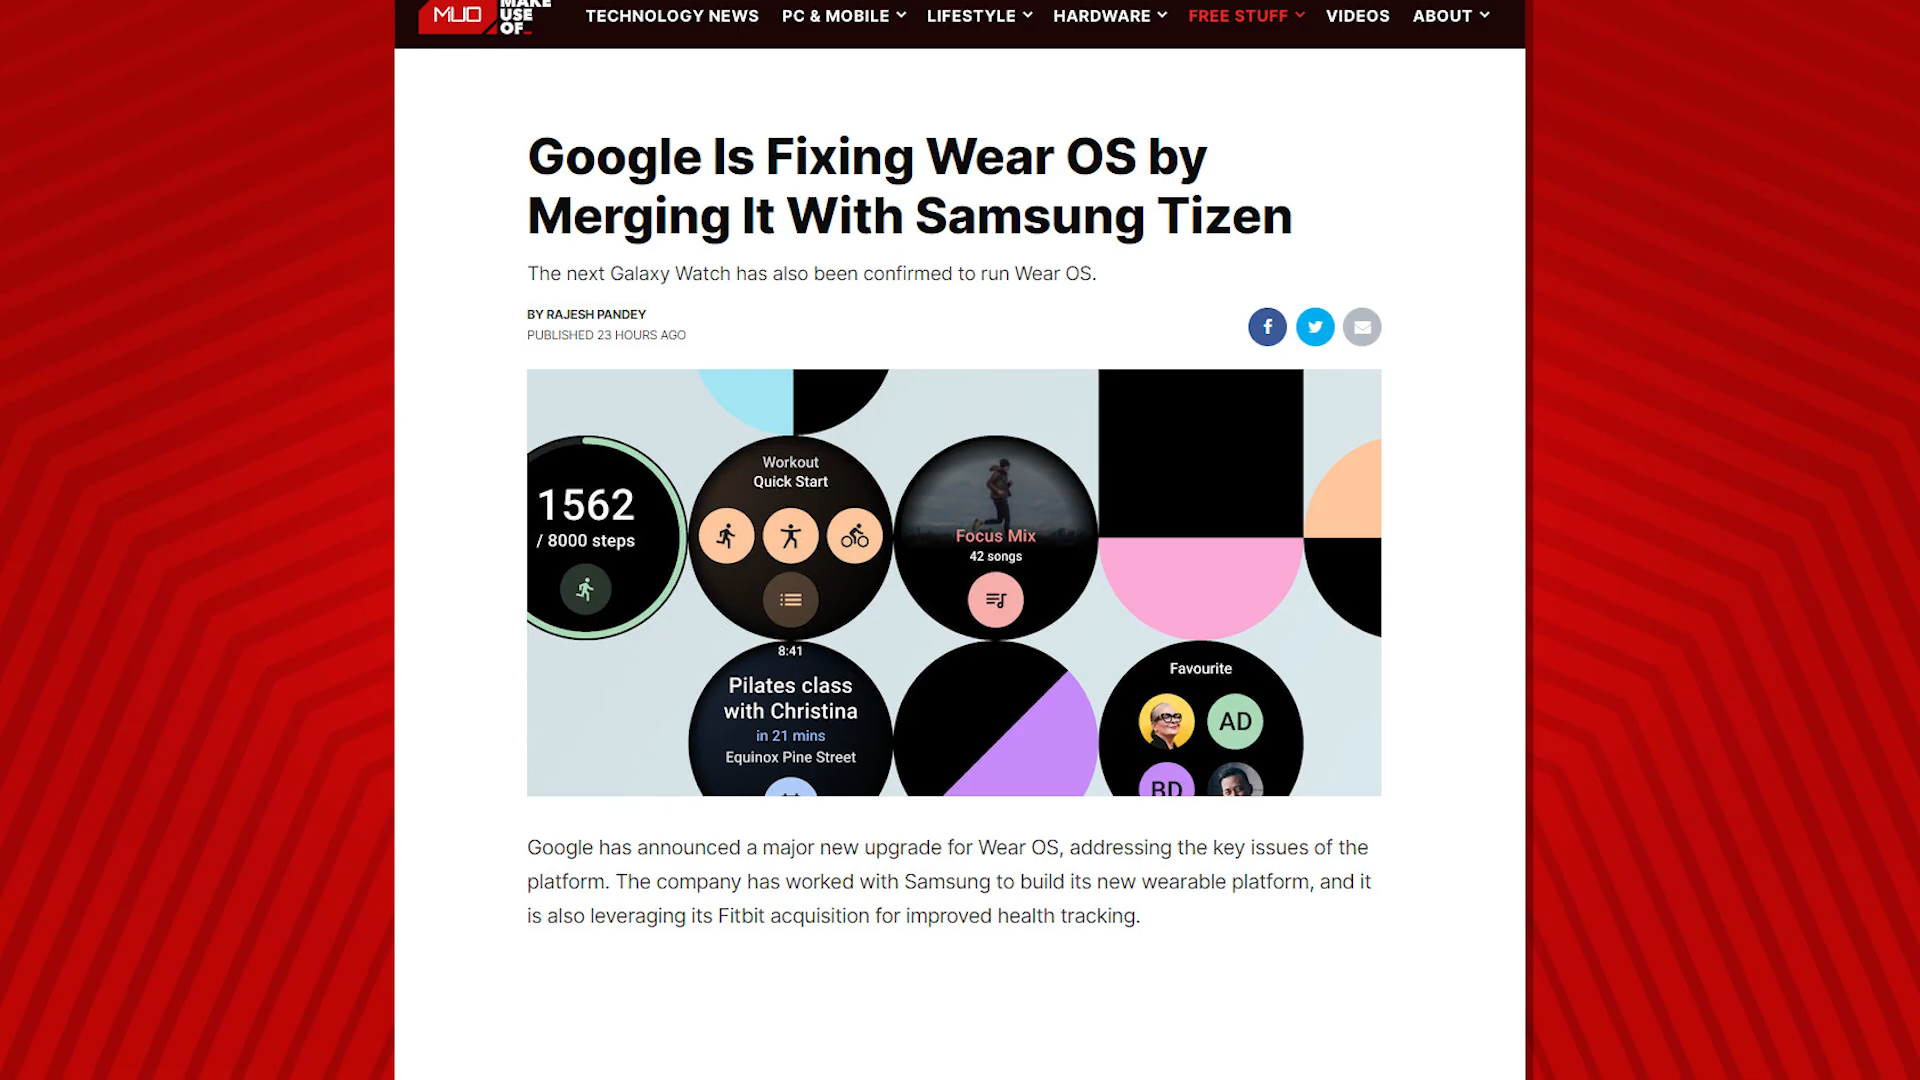 MUO
MAKE
USE
OF_
TECHNOLOGY NEWS PC & MOBILE LIFESTYLE HARDWARE FREE STUFF VIDEOS ABOUT
Google Is Fixing Wear OS by
Merging It With Samsung Tizen
The next Galaxy Watch has also been confirmed to run Wear OS.
BY RAJESH PANDEY
PUBLISHED 23 HOURS AGO
1562
/ 8000 steps
Workout
Quick Start
Focus Mix
42 songs
8:41
Pilates class
with Christina
in 21 mins
Equinox Pine Street
Favourite
AD
BD
Google has announced a major new upgrade for Wear OS, addressing the key issues of the
platform. The company has worked with Samsung to build its new wearable platform, and it
is also leveraging its Fitbit acquisition for improved health tracking.